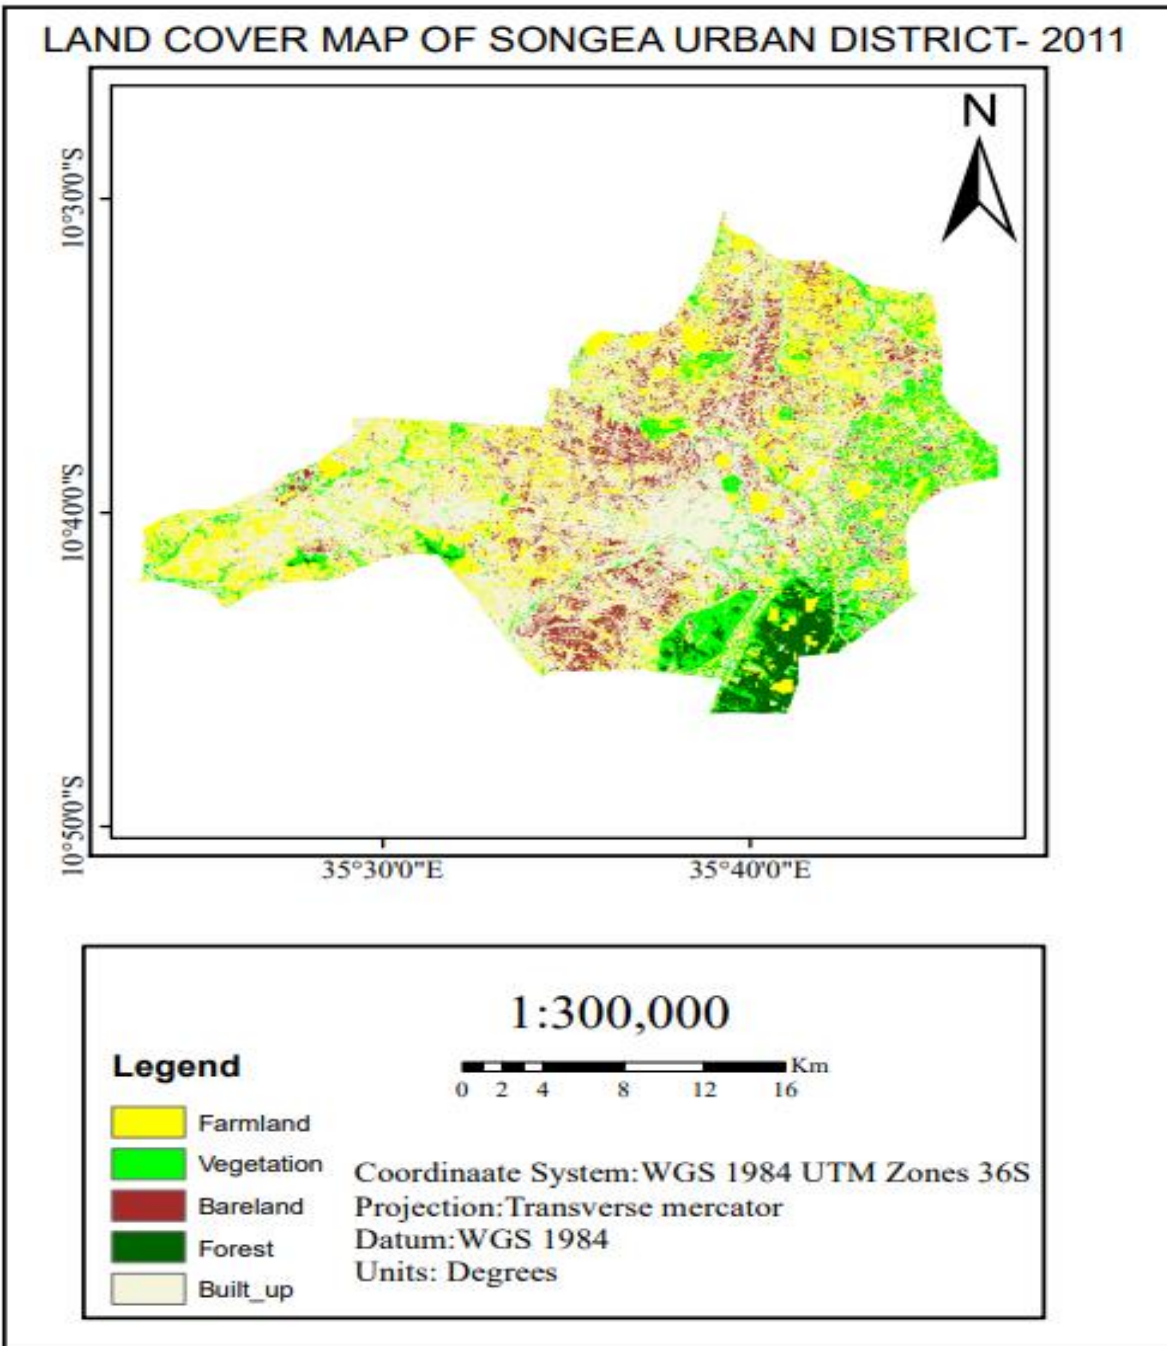 LAND COVER MAP OF SONGEA URBAN DISTRICT- 2011
N
10°30'0"S
10°40'0"S
10°50'0"S
35°30'0"E
35°40'0"E
1:300,000
Km
0 2 4 8 12 16
Legend
Farmland
Vegetation
Bareland
Forest
Built_up
Coordinaate System:WGS 1984 UTM Zones 36S
Projection:Transverse mercator
Datum:WGS 1984
Units: Degrees